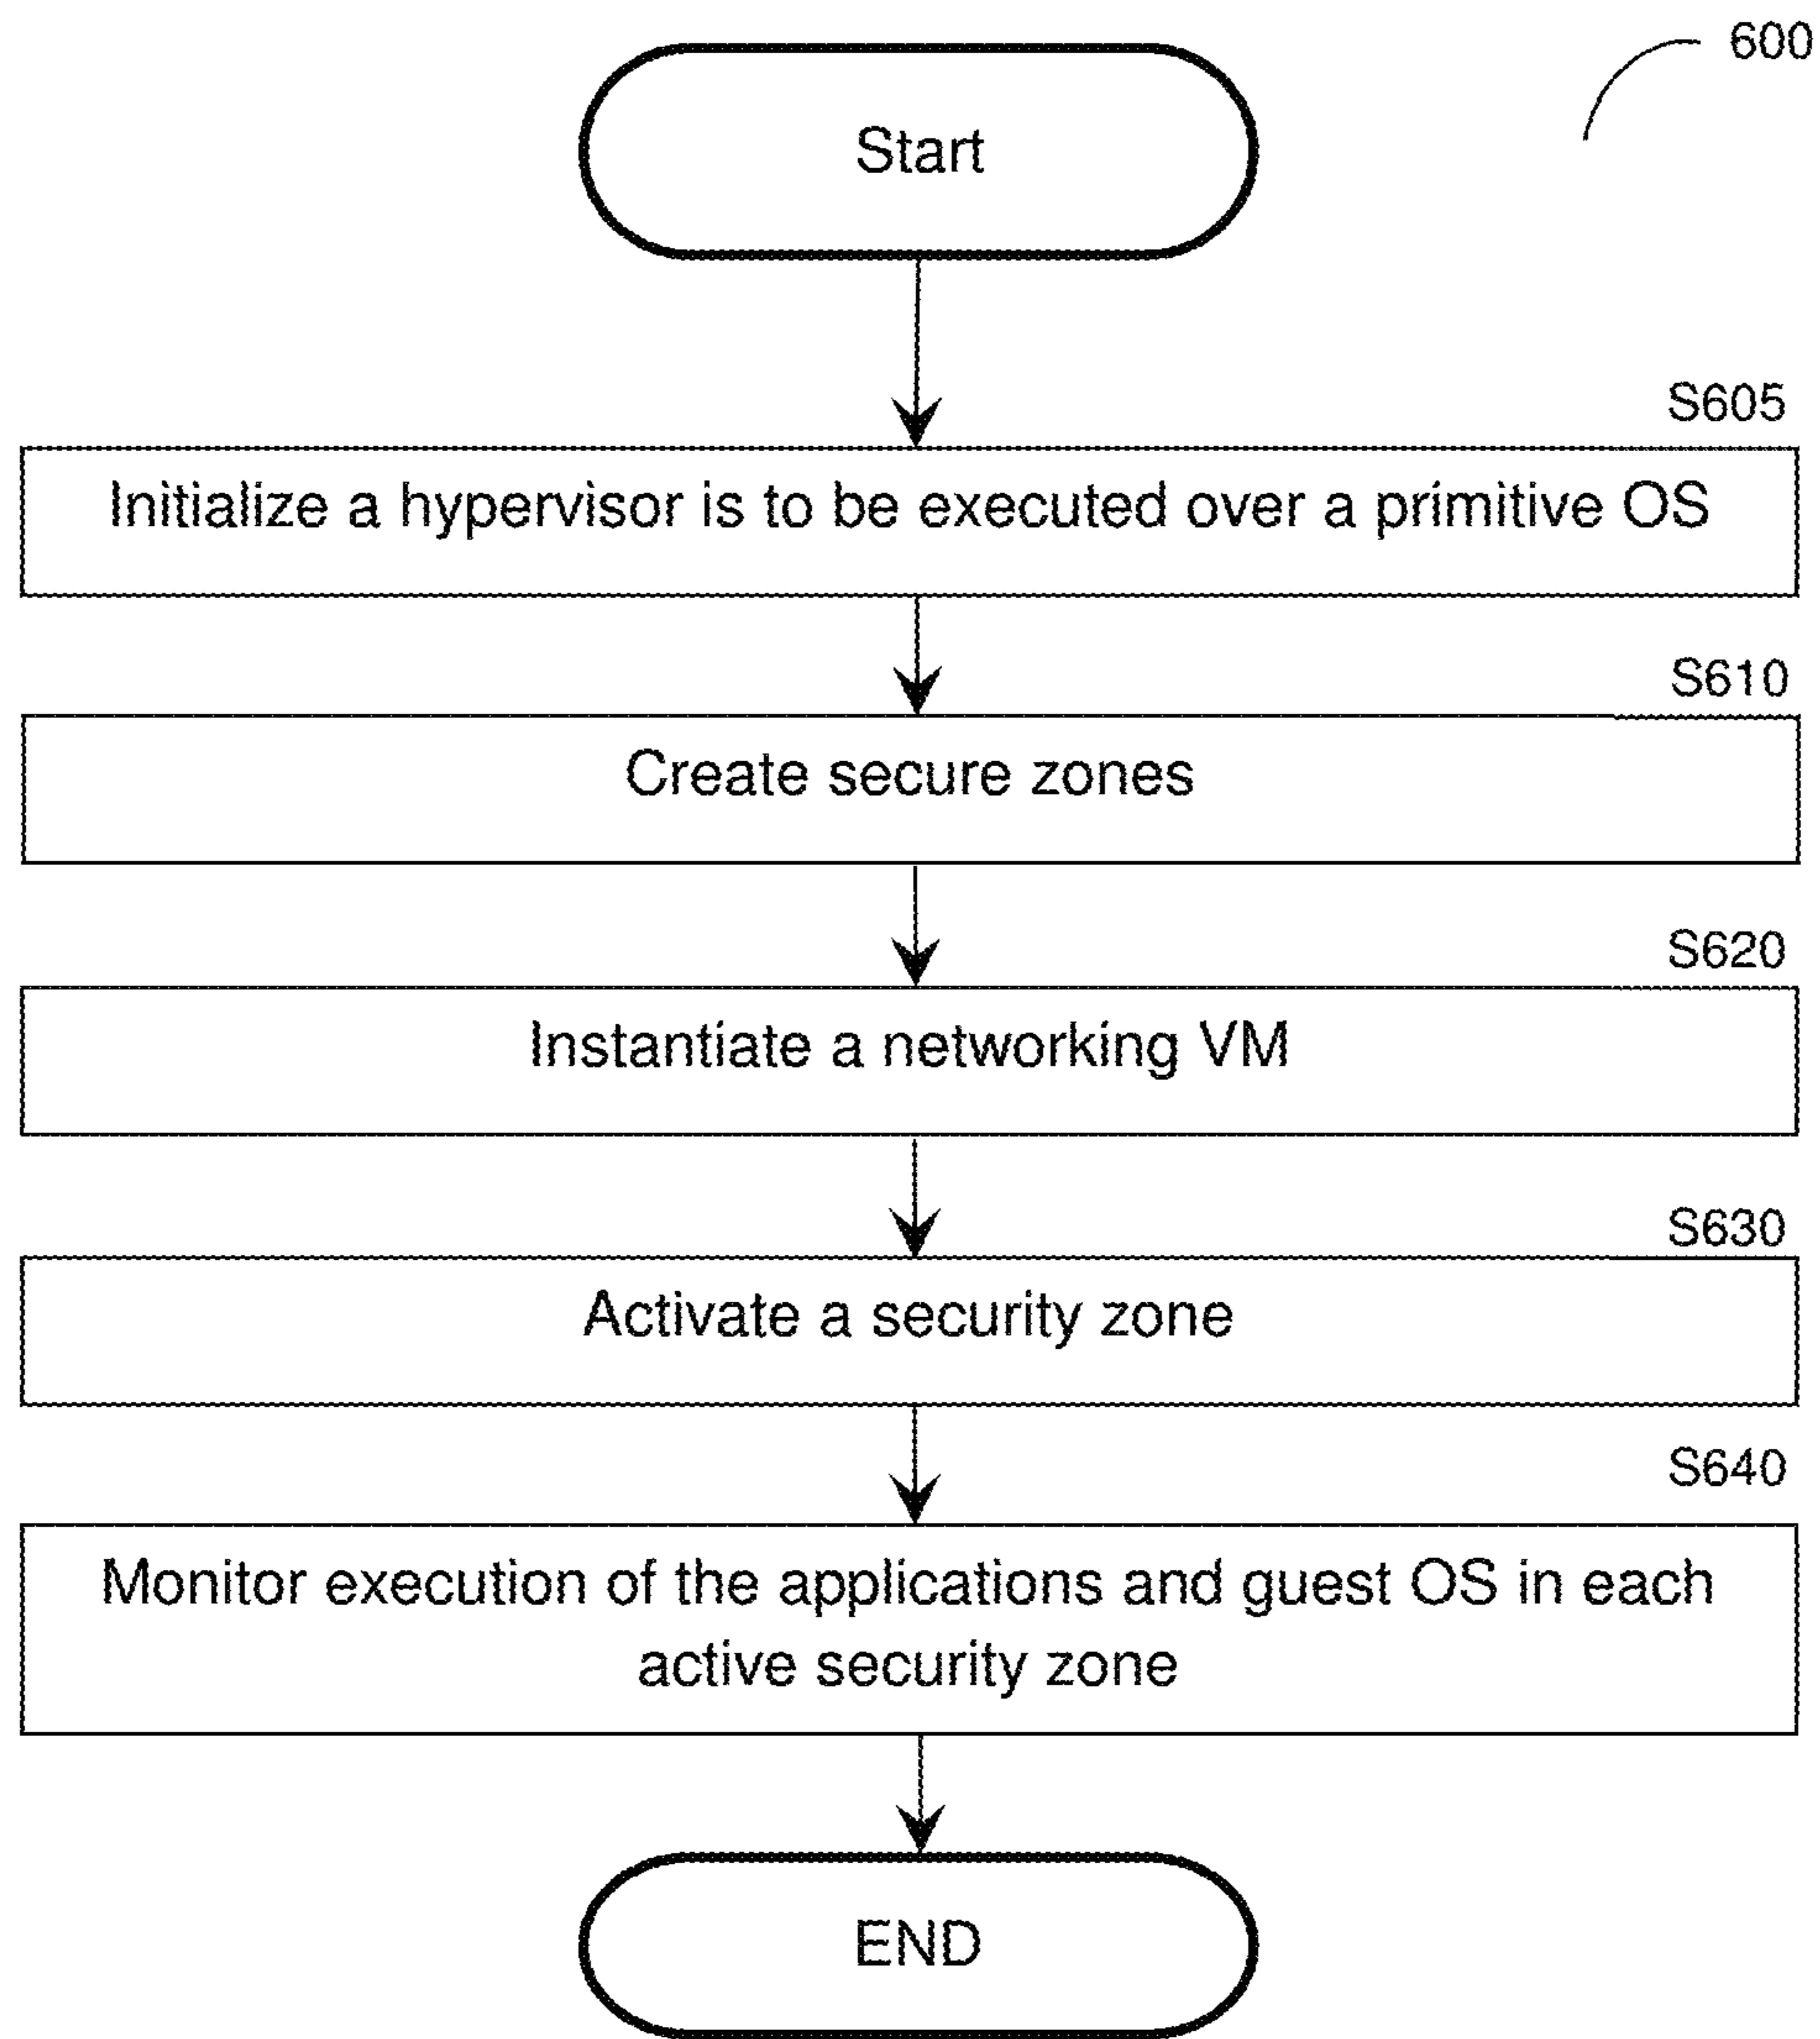 600
Start
S605
Initialize a hypervisor is to be executed over a primitive OS
S610
Create secure zones
S620
Instantiate a networking VM
S630
Activate a security zone
S640
Monitor execution of the applications and guest OS in each
active security zone
END